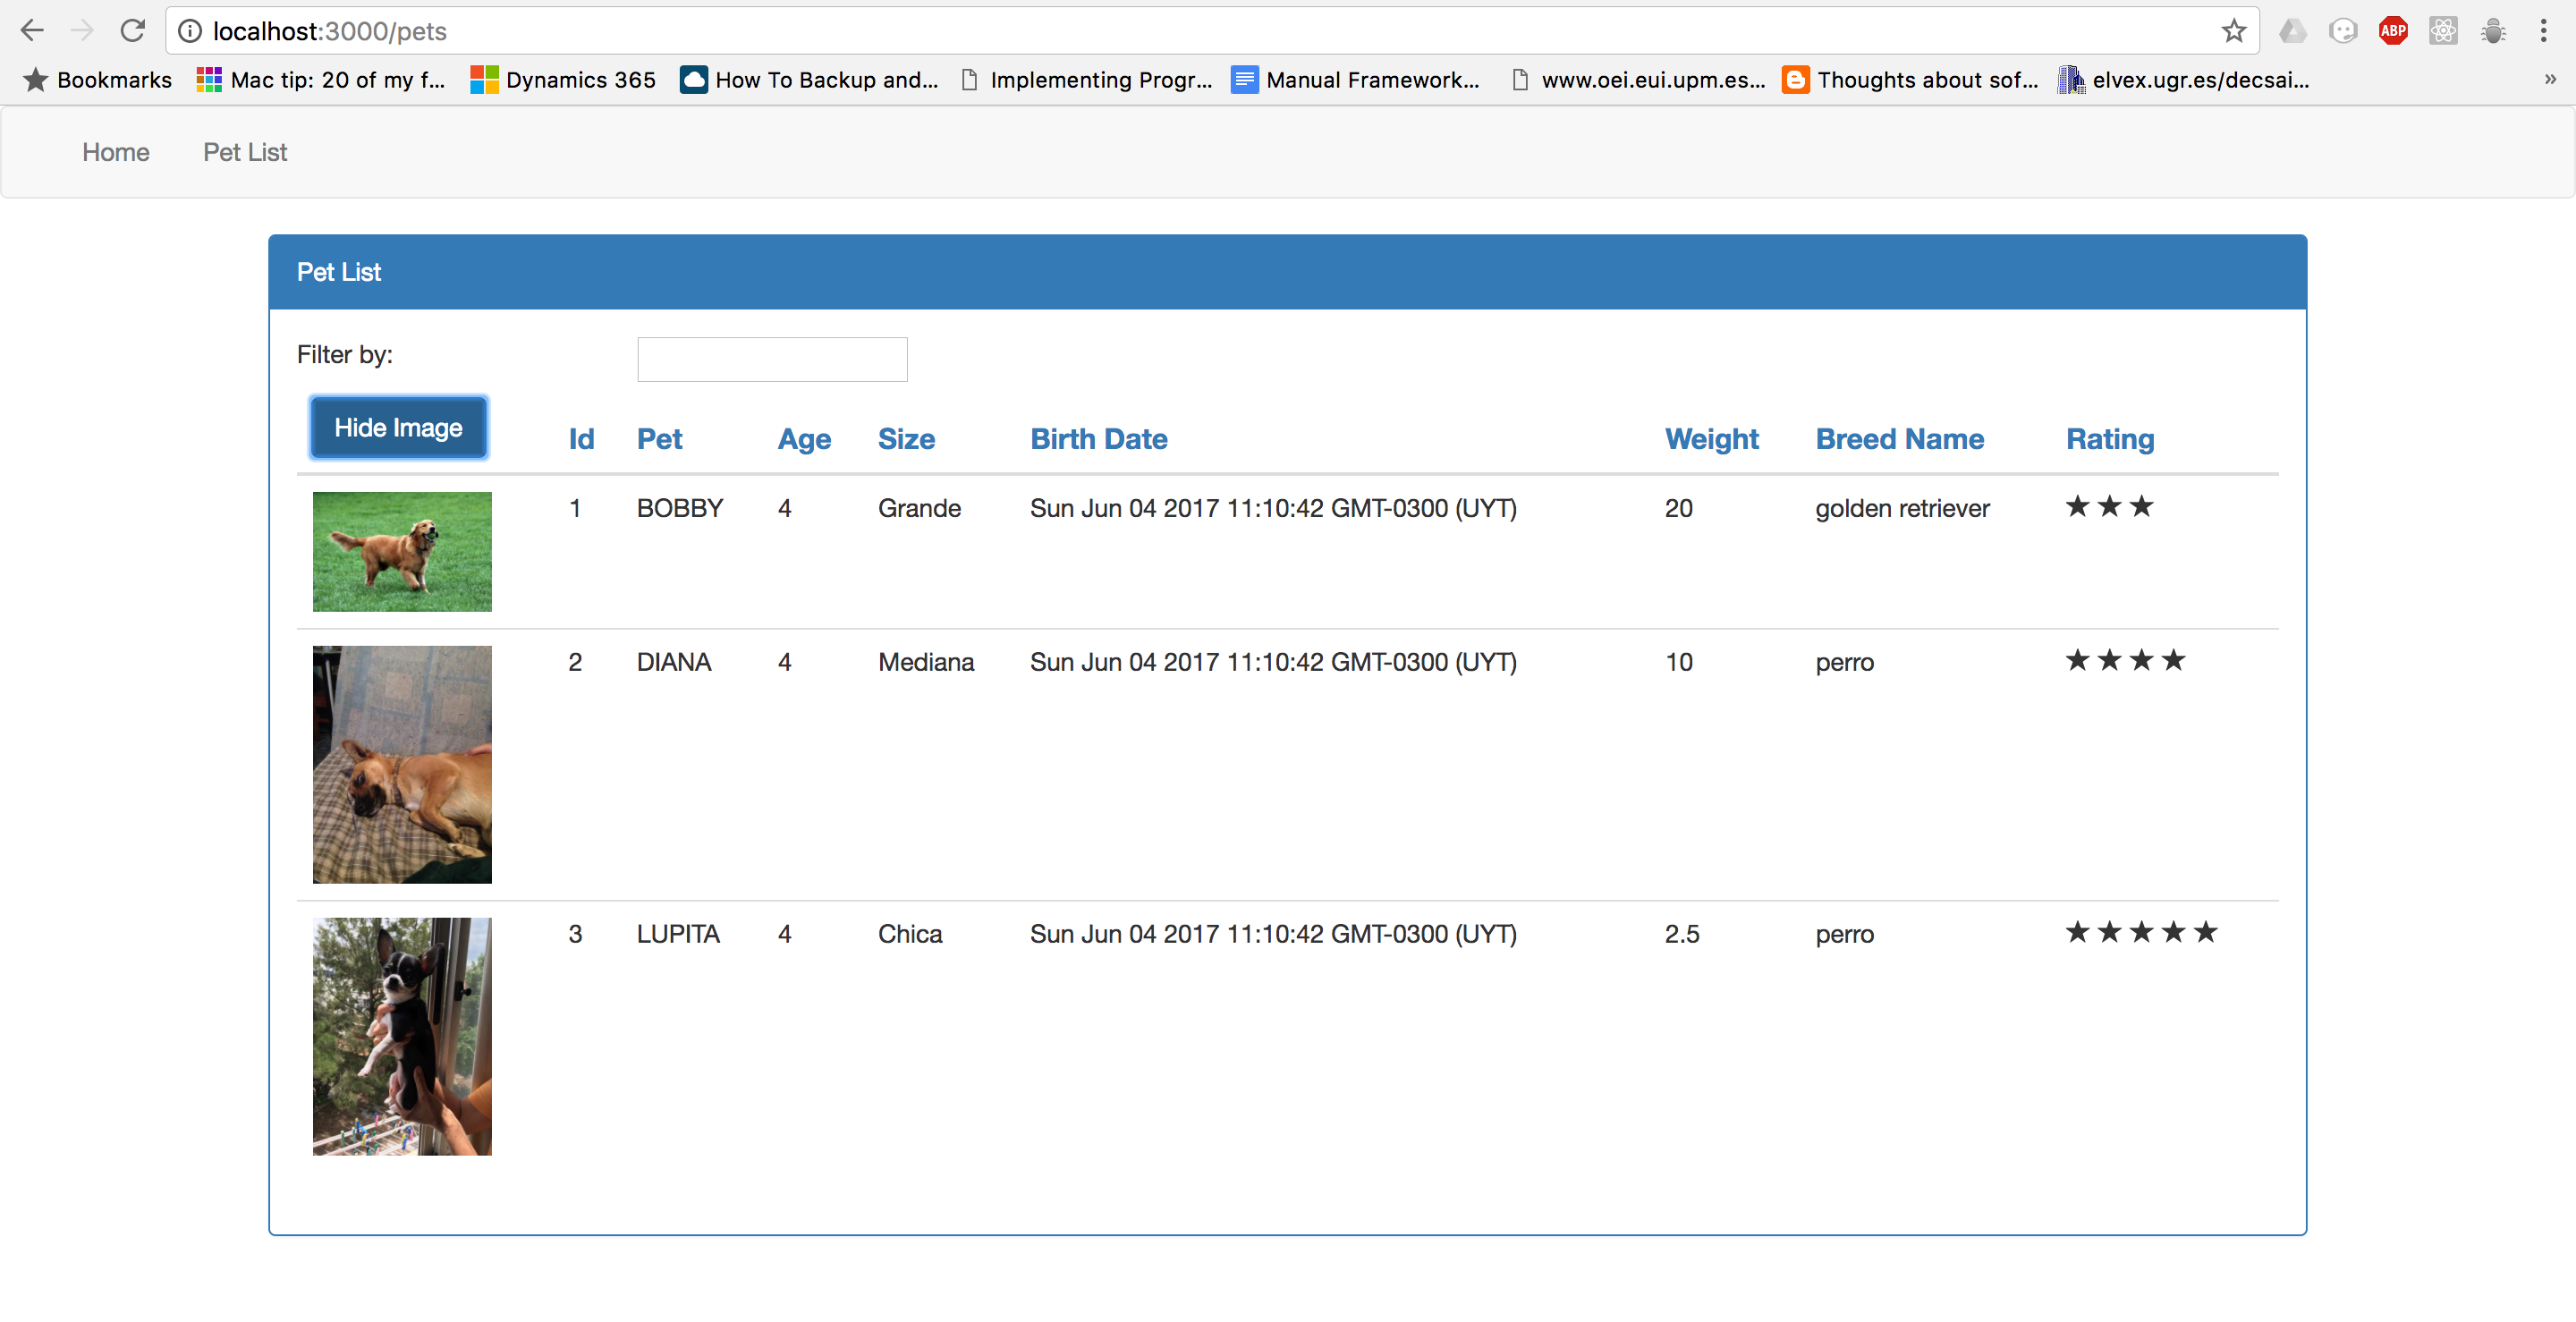 localhost:3000/pets
ABP
Bookmarks Mac tip: 20 of my f... Dynamics 365 How To Backup and... Implementing Progr... Manual Framework... www.oei.eui.upm.es... Thoughts about sof... elvex.ugr.es/decsai... »
Home Pet List
Pet List
Filter by:
Hide Image Id Pet Age Size Birth Date Weight Breed Name Rating
1 BOBBY 4 Grande Sun Jun 04 2017 11:10:42 GMT-0300 (UYT) 20 golden retriever ★★★
2 DIANA 4 Mediana Sun Jun 04 2017 11:10:42 GMT-0300 (UYT) 10 perro ★★★★
3 LUPITA 4 Chica Sun Jun 04 2017 11:10:42 GMT-0300 (UYT) 2.5 perro ★★★★★